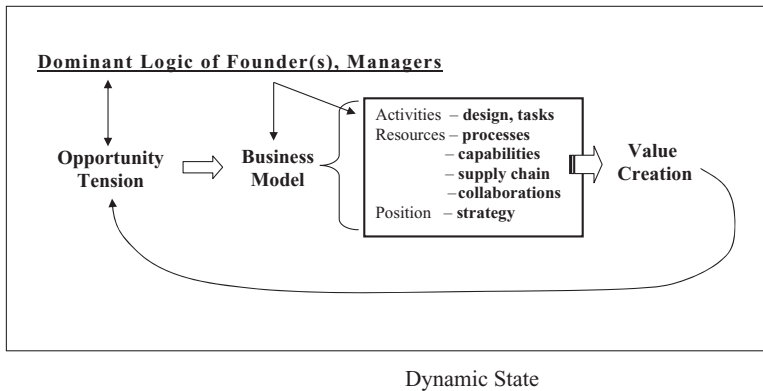 Dominant Logic of Founder(s), Managers
Opportunity
Tension
Business
Model
Activities – design, tasks
Resources – processes
– capabilities
– supply chain
– collaborations
Position – strategy
Value
Creation
Dynamic State